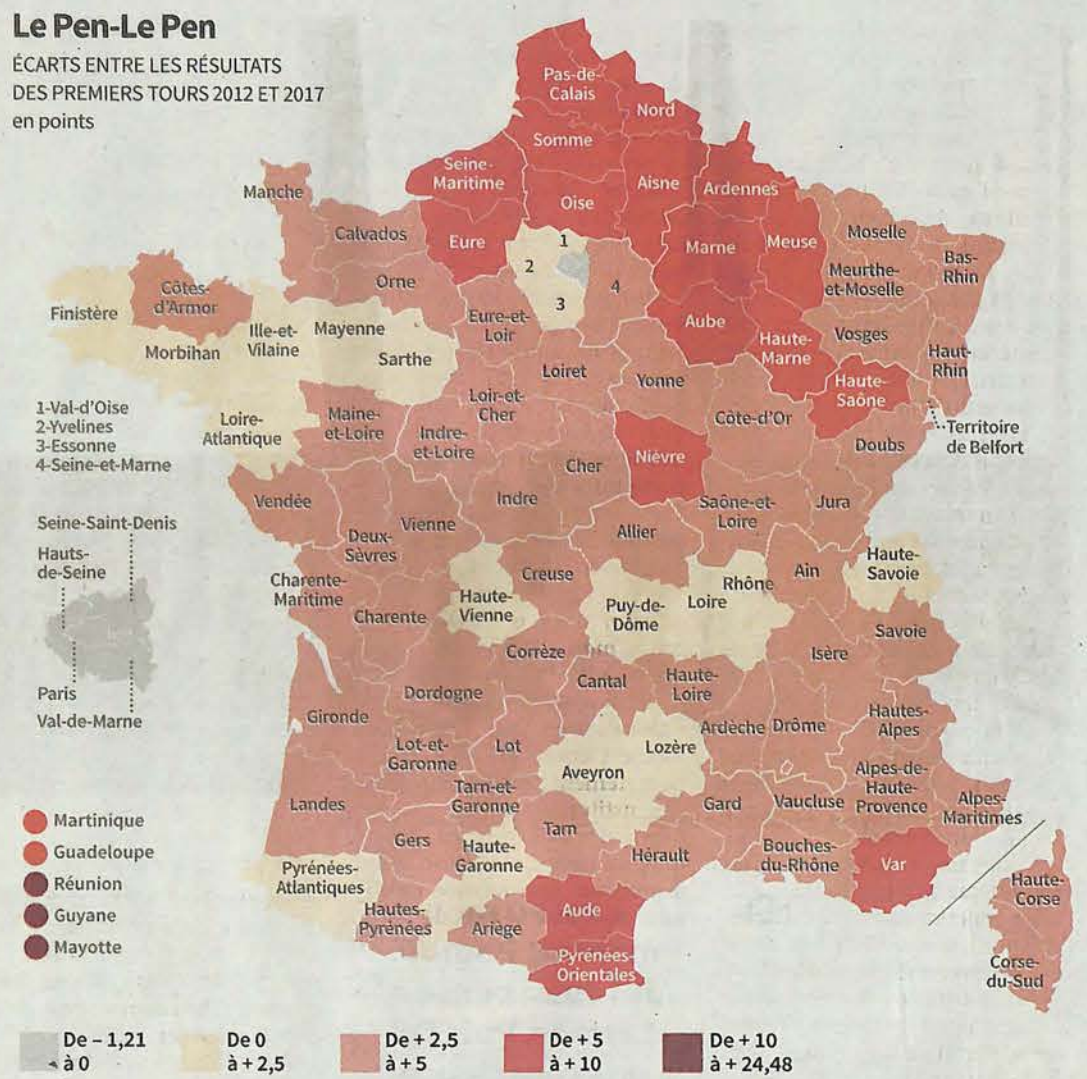 Le Pen-Le Pen
ÉCARTS ENTRE LES RÉSULTATS
DES PREMIERS TOURS 2012 ET 2017
en points
Pas-de-
Calais
Nord
Somme
Seine-
Maritime
Aisne
Ardennes
Oise
Manche
Calvados
Eure
1
2
3
4
Marne
Meuse
Moselle
Bas-
Rhin
Meurthe-
et-Moselle
Orne
Côtes-
d'Armor
Finistère
Ille-et-
Vilaine
Mayenne
Morbihan
Sarthe
Eure-et-
Loir
Aube
Haute-
Marne
Vosges
Haut-
Rhin
Loiret
Yonne
Haute-
Saône
Loir-et-
Cher
Côte-d'Or
Territoire
de Belfort
1-Val-d'Oise
2-Yvelines
3-Essonne
4-Seine-et-Marne
Loire-
Atlantique
Maine-
et-Loire
Indre-
et-Loire
Cher
Nièvre
Doubs
Vendée
Vienne
Indre
Saône-et-
Loire
Jura
Deux-
Sèvres
Allier
Seine-Saint-Denis
Hauts-
de-Seine
Paris
Val-de-Marne
Charente-
Maritime
Charente
Haute-
Vienne
Creuse
Puy-de-
Dôme
Loire
Rhône
Ain
Haute-
Savoie
Savoie
Isère
Corrèze
Cantal
Haute-
Loire
Dordogne
Gironde
Ardèche
Drôme
Hautes-
Alpes
Lot-et-
Garonne
Lot
Lozère
Aveyron
Landes
Tarn-et-
Garonne
Gard
Vaucluse
Alpes-de-
Haute-
Provence
Alpes-
Maritimes
Gers
Haute-
Garonne
Tarn
Hérault
Bouches-
du-Rhône
Var
Pyrénées-
Atlantiques
Hautes-
Pyrénées
Ariège
Aude
Pyrénées-
Orientales
Haute-
Corse
Corse-
du-Sud
Martinique
Guadeloupe
Réunion
Guyane
Mayotte
De – 1,21
à 0
De 0
à + 2,5
De + 2,5
à + 5
De + 5
à + 10
De + 10
à + 24,48